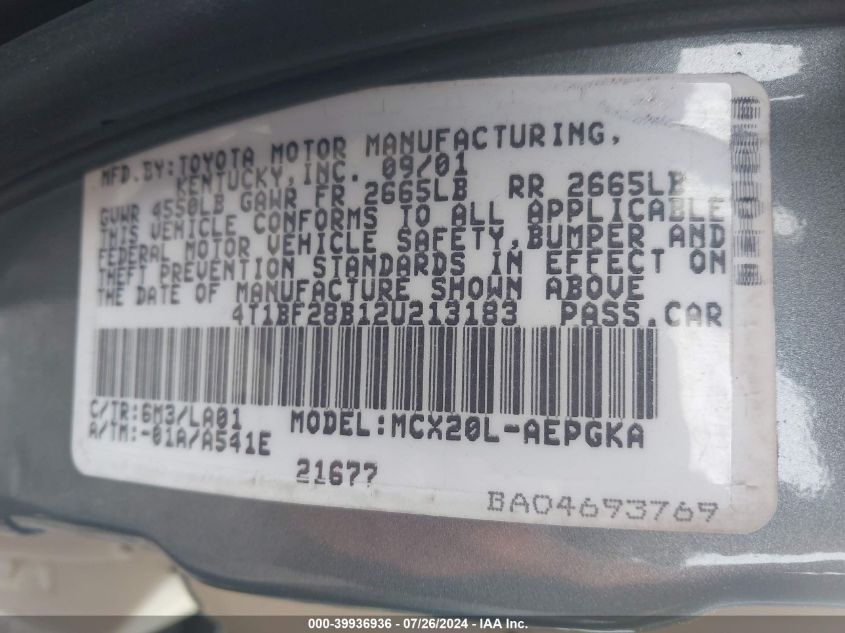 MFD.BY:TOYOTA MOTOR MANUFACTURING,
KENTUCKY,INC. 09/01
GVWR 4550LB GAWR FR 2665LB RR 2665LB
THIS VEHICLE CONFORMS TO ALL APPLICABLE
FEDERAL MOTOR VEHICLE SAFETY,BUMPER AND
THEFT PREVENTION STANDARDS IN EFFECT ON
THE DATE OF MANUFACTURE SHOWN ABOVE
4T1BF28B12U213183 PASS.CAR
C/TR:6M3/LA01 MODEL:MCX20L-AEPGKA
A/TM:-01A/A541E
21677
BA04693769
000-39936936 - 07/26/2024 - IAA Inc.